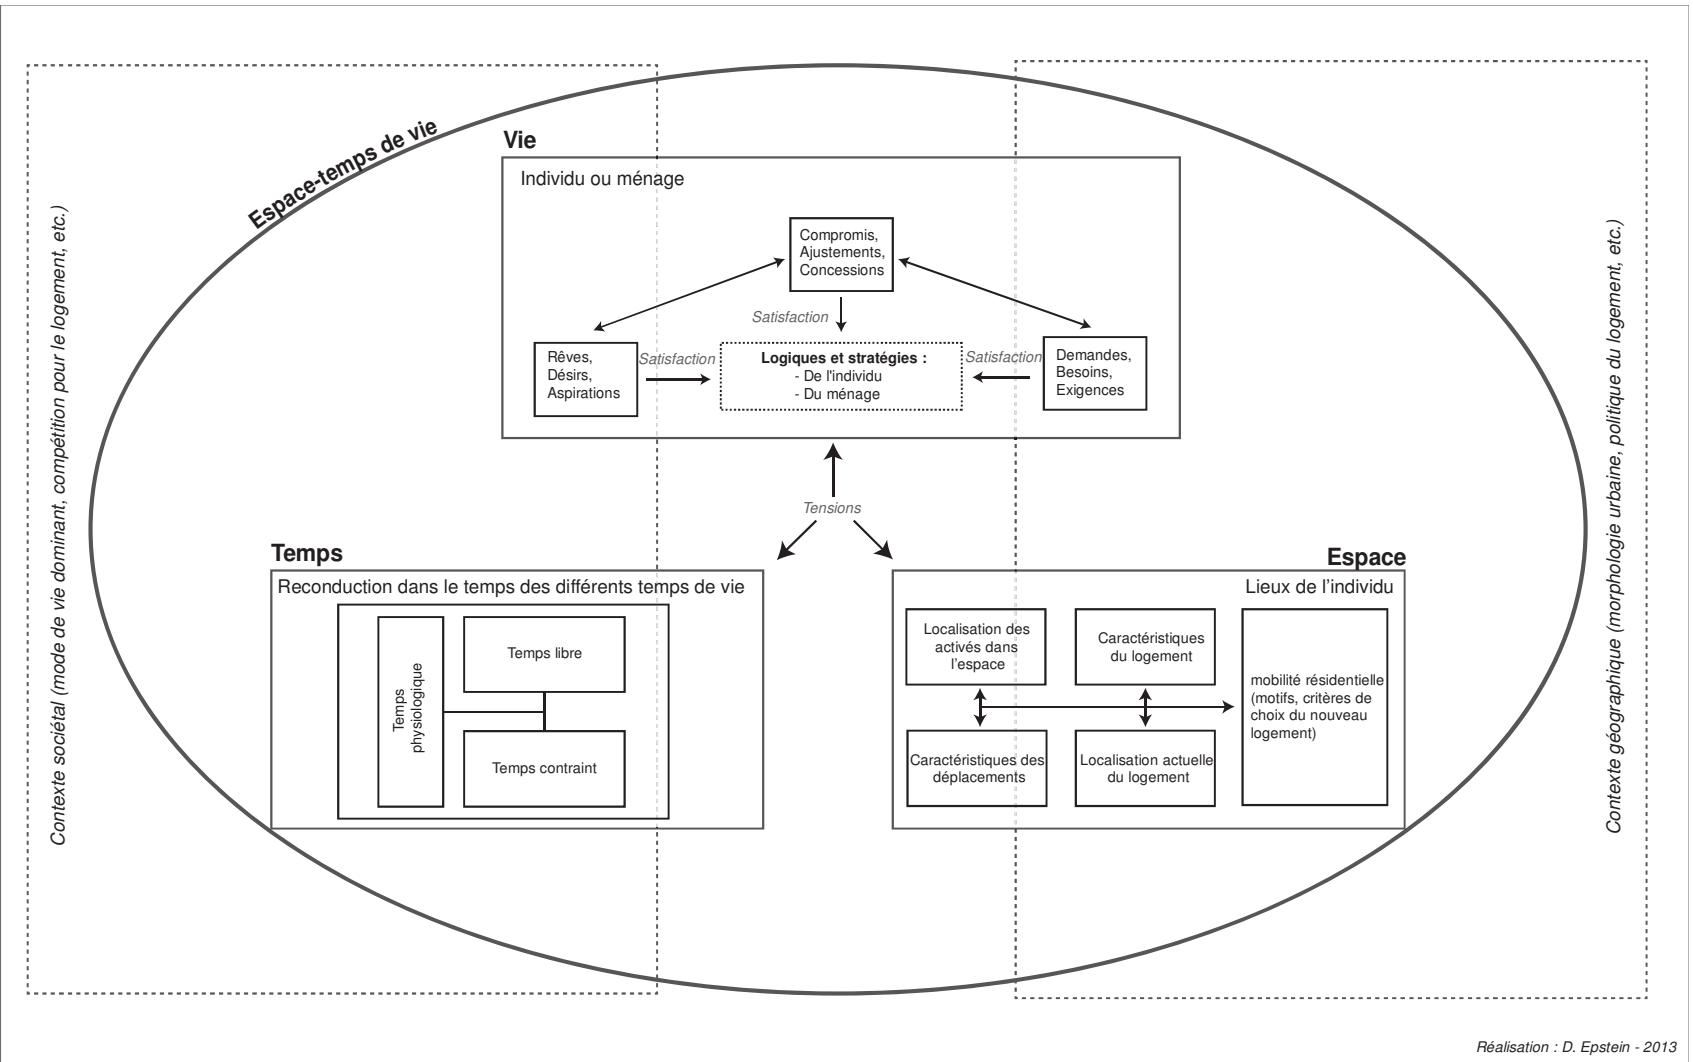 Espace-temps de vie
Contexte sociétal (mode de vie dominant, compétition pour le logement, etc.)
Contexte géographique (morphologie urbaine, politique du logement, etc.)
Vie
Individu ou ménage
Compromis,
Ajustements,
Concessions
Satisfaction
Rêves,
Désirs,
Aspirations
Satisfaction
Logiques et stratégies :
- De l'individu
- Du ménage
Satisfaction
Demandes,
Besoins,
Exigences
Tensions
Temps
Reconduction dans le temps des différents temps de vie
Temps
physiologique
Temps libre
Temps contraint
Espace
Lieux de l'individu
Localisation des
activés dans
l'espace
Caractéristiques
du logement
Caractéristiques des
déplacements
Localisation actuelle
du logement
mobilité résidentielle
(motifs, critères de
choix du nouveau
logement)
Réalisation : D. Epstein - 2013